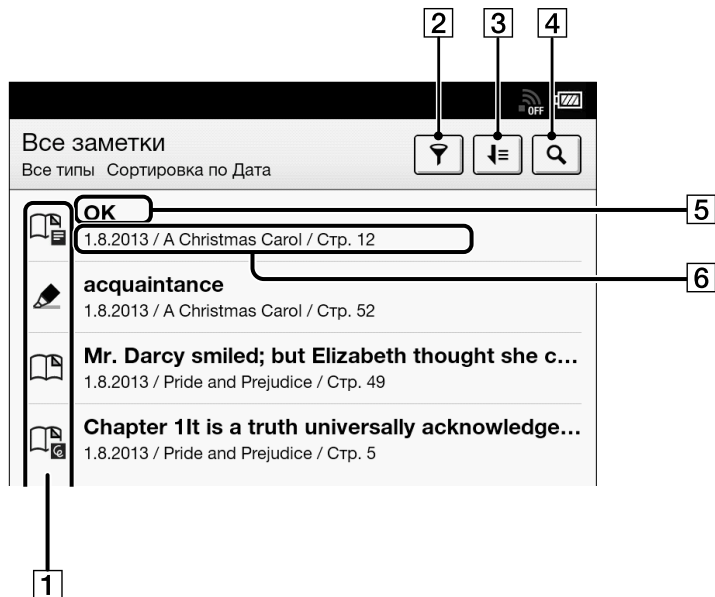 2 3 4
OFF
Все заметки
Все типы Сортировка по Дата
OK
5
1.8.2013 / A Christmas Carol / Стр. 12
6
acquaintance
1.8.2013 / A Christmas Carol / Стр. 52
Mr. Darcy smiled; but Elizabeth thought she c...
1.8.2013 / Pride and Prejudice / Стр. 49
Chapter 1It is a truth universally acknowledge...
1.8.2013 / Pride and Prejudice / Стр. 5
1